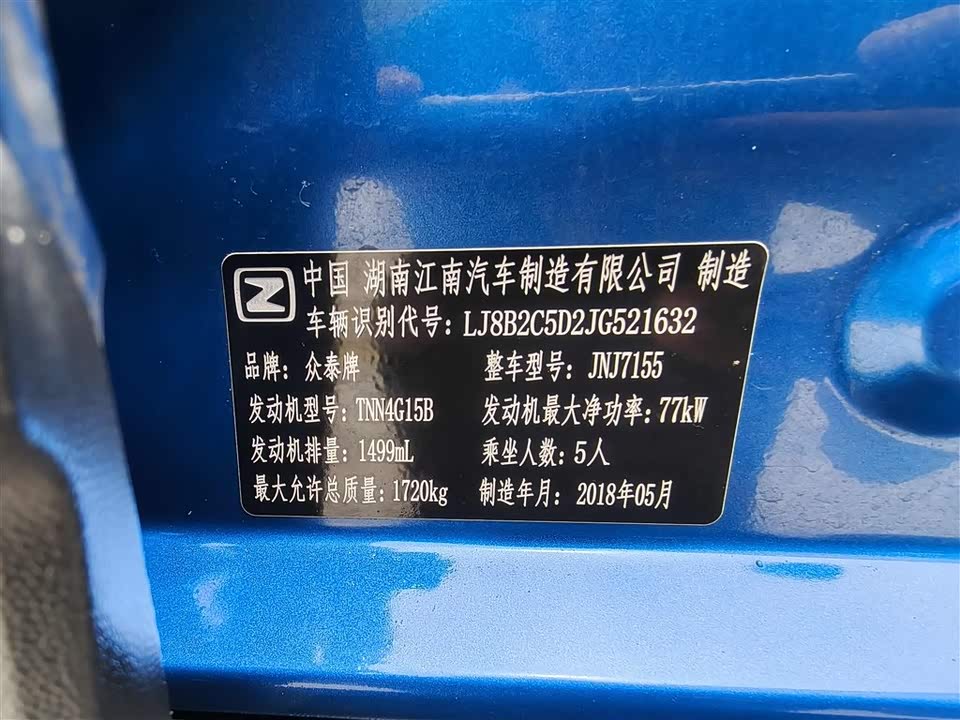 中国 湖南江南汽车制造有限公司 制造
车辆识别代号：LJ8B2C5D2JG521632
品牌：众泰牌 整车型号：JNJ7155
发动机型号：TNN4G15B 发动机最大净功率：77kW
发动机排量：1499mL 乘坐人数：5人
最大允许总质量：1720kg 制造年月：2018年05月